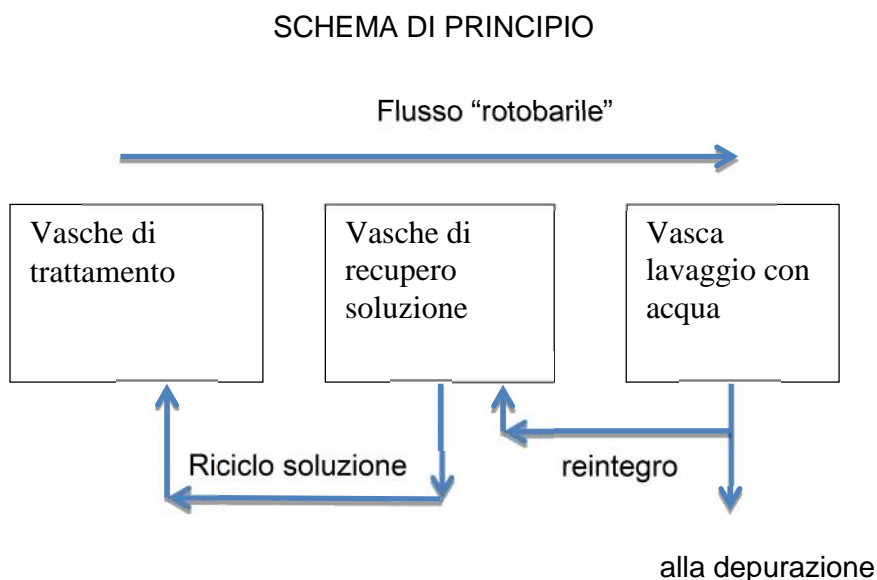 SCHEMA DI PRINCIPIO
Flusso “rotobarile”
Vasche di
trattamento
Vasche di
recupero
soluzione
Vasca
lavaggio con
acqua
Riciclo soluzione
reintegro
alla depurazione